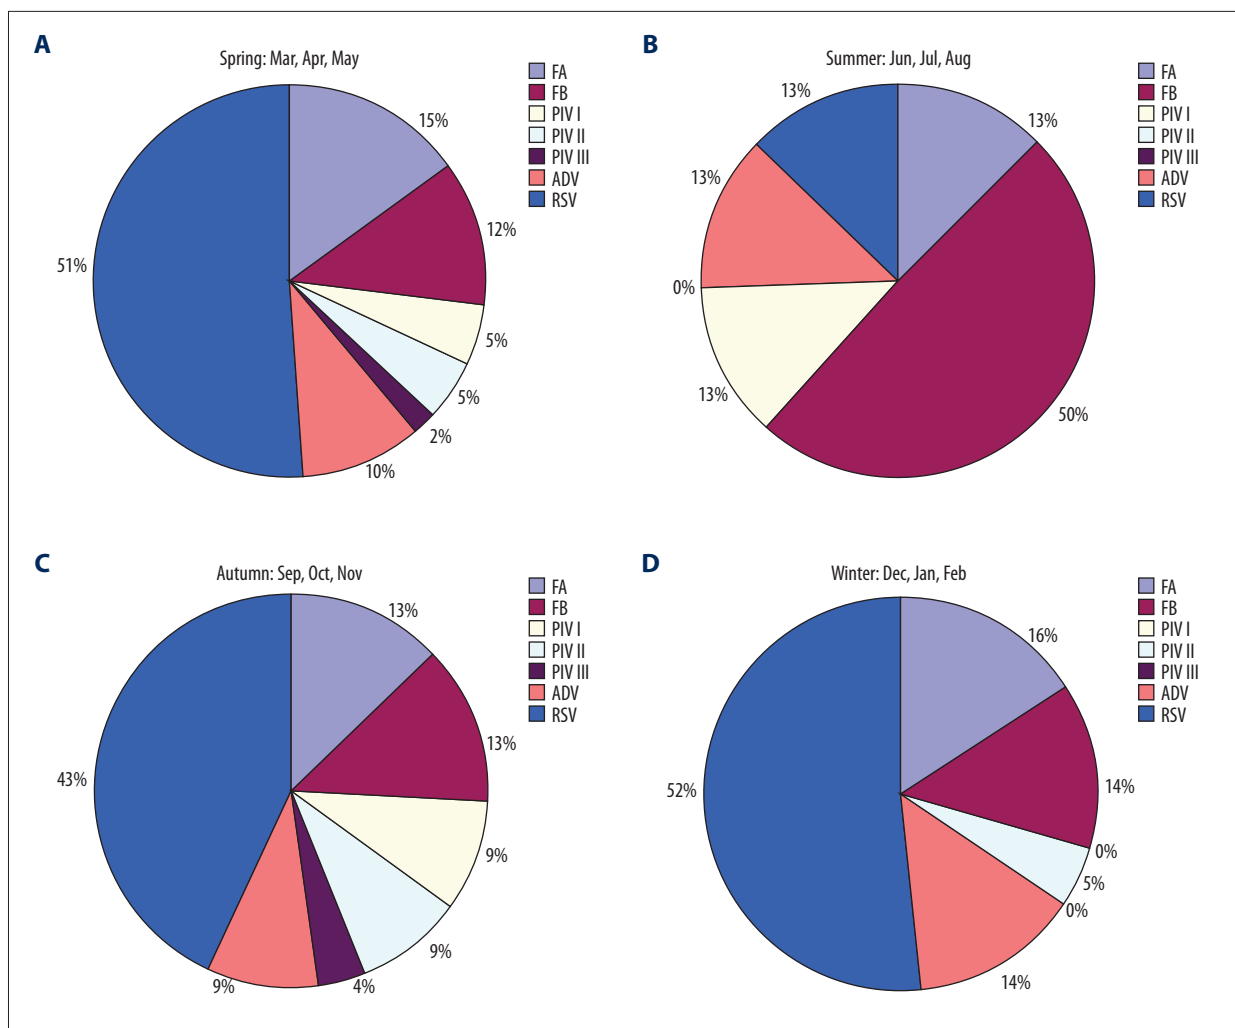 A
Spring: Mar, Apr, May
FA
FB
PIV I
PIV II
PIV III
ADV
RSV
15%
12%
5%
5%
2%
10%
51%
B
Summer: Jun, Jul, Aug
FA
FB
PIV I
PIV II
PIV III
ADV
RSV
13%
50%
13%
0%
13%
13%
C
Autumn: Sep, Oct, Nov
FA
FB
PIV I
PIV II
PIV III
ADV
RSV
13%
13%
9%
9%
4%
9%
43%
D
Winter: Dec, Jan, Feb
FA
FB
PIV I
PIV II
PIV III
ADV
RSV
16%
14%
0%
5%
0%
14%
52%